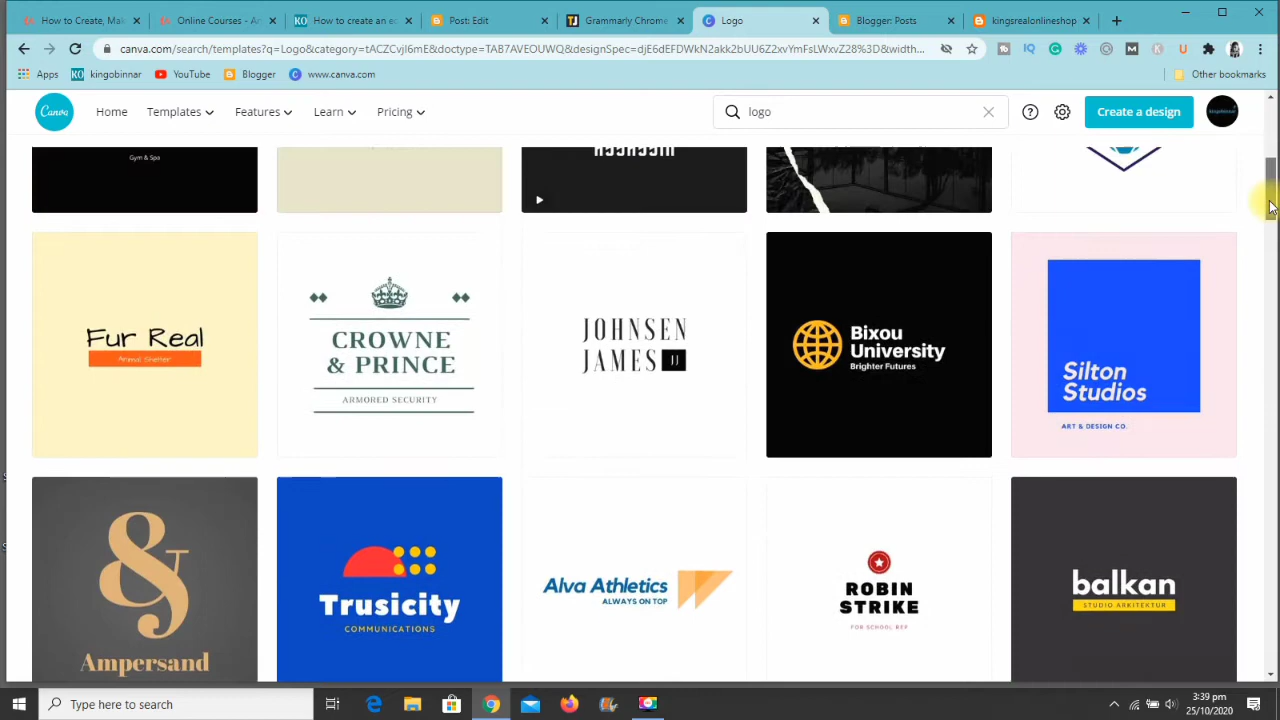 How to Create, Make
Online Courses - A
How to create an ec
Post: Edit
Grammarly Chrome
Logo
Blogger: Posts
kingsrealonlineshop
canva.com/search/templates?q=Logo&category=tACZCvjI6mE&doctype=TAB7AVEOUWQ&designSpec=djE6dEFDWkN2akk2bUU6Z2xvYmFsLWxvZ28%3D&width...
Apps
kingobinnar
YouTube
Blogger
www.canva.com
Other bookmarks
Canva
Home
Templates
Features
Learn
Pricing
logo
Create a design
Gym & Spa
Fur Real
Animal Shelter
CROWNE
& PRINCE
ARMORED SECURITY
JOHNSEN
JAMES JJ
Bixou
University
Brighter Futures
Silton
Studios
ART & DESIGN CO.
&
Ampersand
Trusicity
COMMUNICATIONS
Alva Athletics
ALWAYS ON TOP
ROBIN
STRIKE
FOR SCHOOL REP
balkan
STUDIO ARKITEKTUR
Type here to search
3:39 pm
25/10/2020